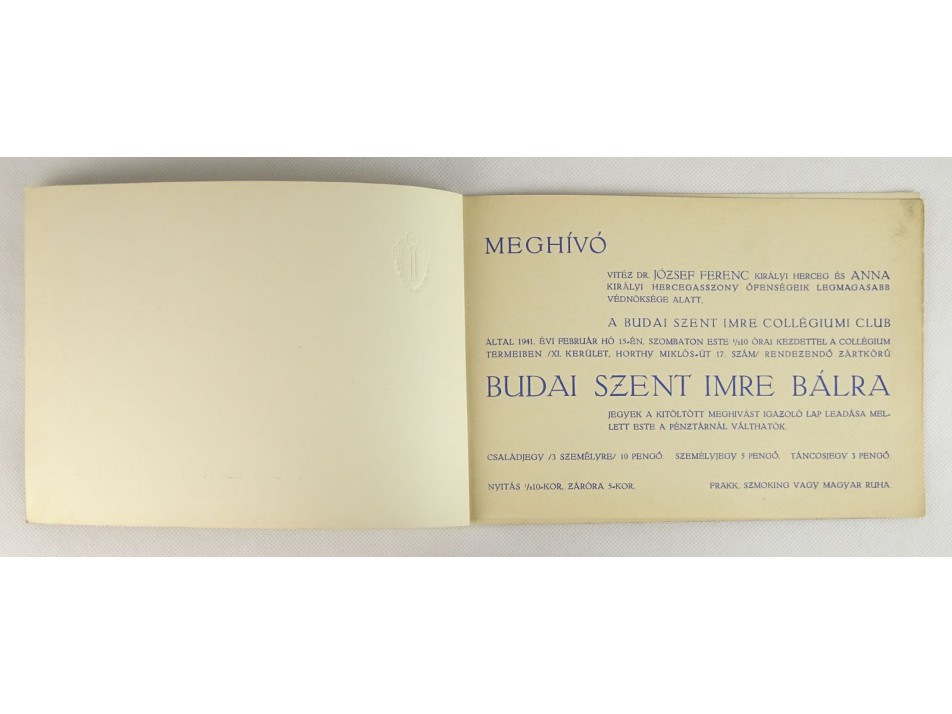 MEGHÍVÓ
VITÉZ DR. JÓZSEF FERENC KIRÁLYI HERCEG ÉS ANNA
KIRÁLYI HERCEGASSZONY ŐFENSÉGEIK LEGMAGASABB
VÉDNÖKSÉGE ALATT,
A BUDAI SZENT IMRE COLLÉGIUMI CLUB
ÁLTAL 1941. ÉVI FEBRUÁR HÓ 15-ÉN, SZOMBATON ESTE ½10 ÓRAI KEZDETTEL A COLLÉGIUM
TERMEIBEN /XI. KERÜLET, HORTHY MIKLÓS-ÚT 17. SZÁM/ RENDEZENDŐ ZÁRTKÖRŰ
BUDAI SZENT IMRE BÁLRA
JEGYEK A KITÖLTÖTT MEGHIVÁST IGAZOLÓ LAP LEADÁSA MEL-
LETT ESTE A PÉNZTÁRNÁL VÁLTHATÓK.
CSALÁDJEGY /3 SZEMÉLYRE/ 10 PENGŐ, SZEMÉLYJEGY 5 PENGŐ, TÁNCOSJEGY 3 PENGŐ
NYITÁS ½10-KOR, ZÁRÓRA 5-KOR. FRAKK, SZMOKING VAGY MAGYAR RUHA